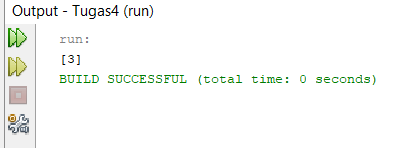 Output - Tugas4 (run)
run:
[3]
BUILD SUCCESSFUL (total time: 0 seconds)